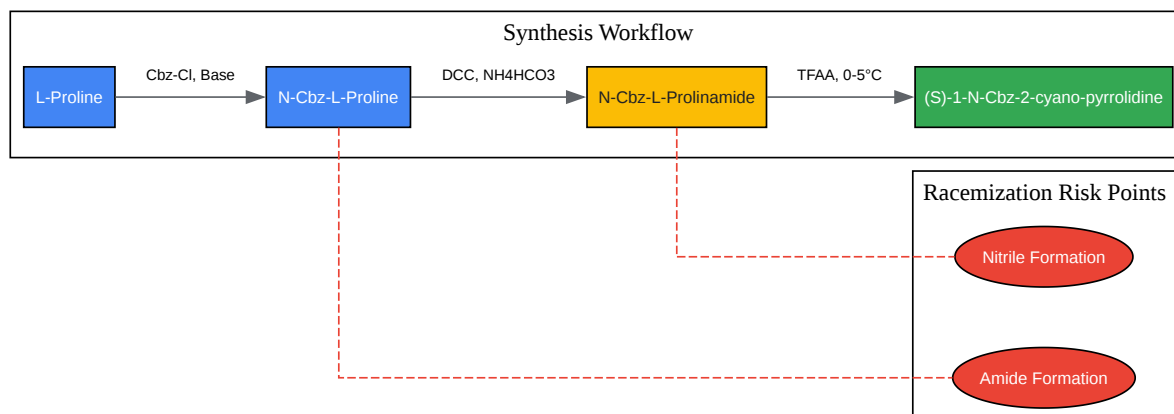 Synthesis Workflow
L-Proline
Cbz-Cl, Base
N-Cbz-L-Proline
DCC, NH4HCO3
N-Cbz-L-Prolinamide
TFAA, 0-5°C
(S)-1-N-Cbz-2-cyano-pyrrolidine
Racemization Risk Points
Nitrile Formation
Amide Formation